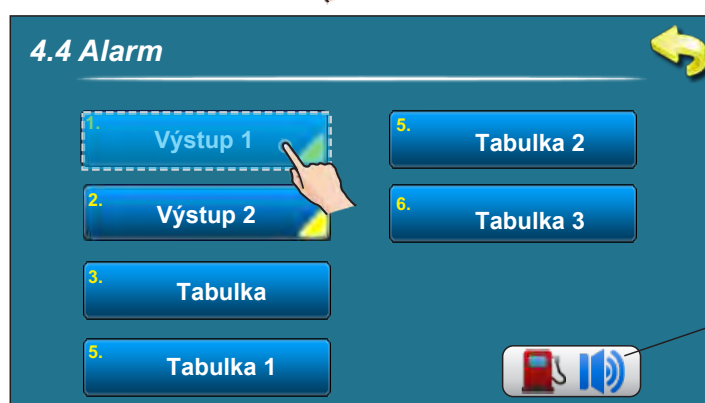 4.4 Alarm
1. Výstup 1
2. Výstup 2
3. Tabulka
5. Tabulka 1
5. Tabulka 2
6. Tabulka 3